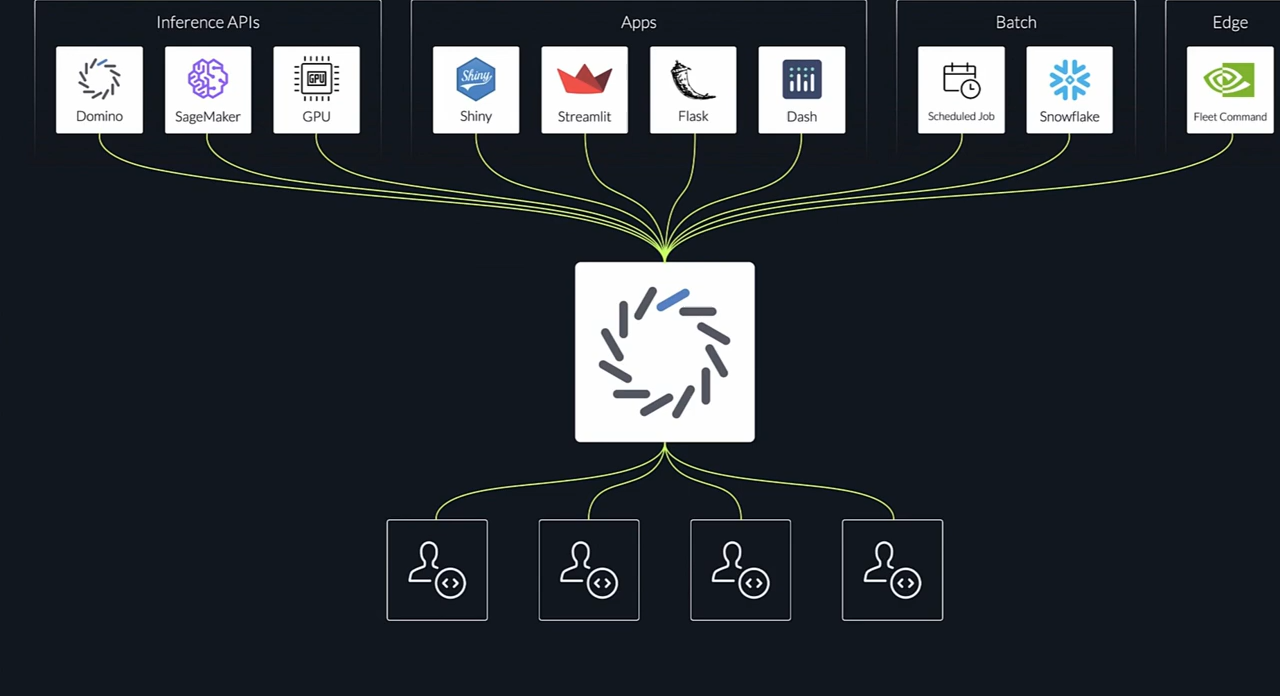 Inference APIs
Apps
Batch
Edge
GPU
Shiny
Domino
SageMaker
GPU
Shiny
Streamlit
Flask
Dash
Scheduled Job
Snowflake
Fleet Command